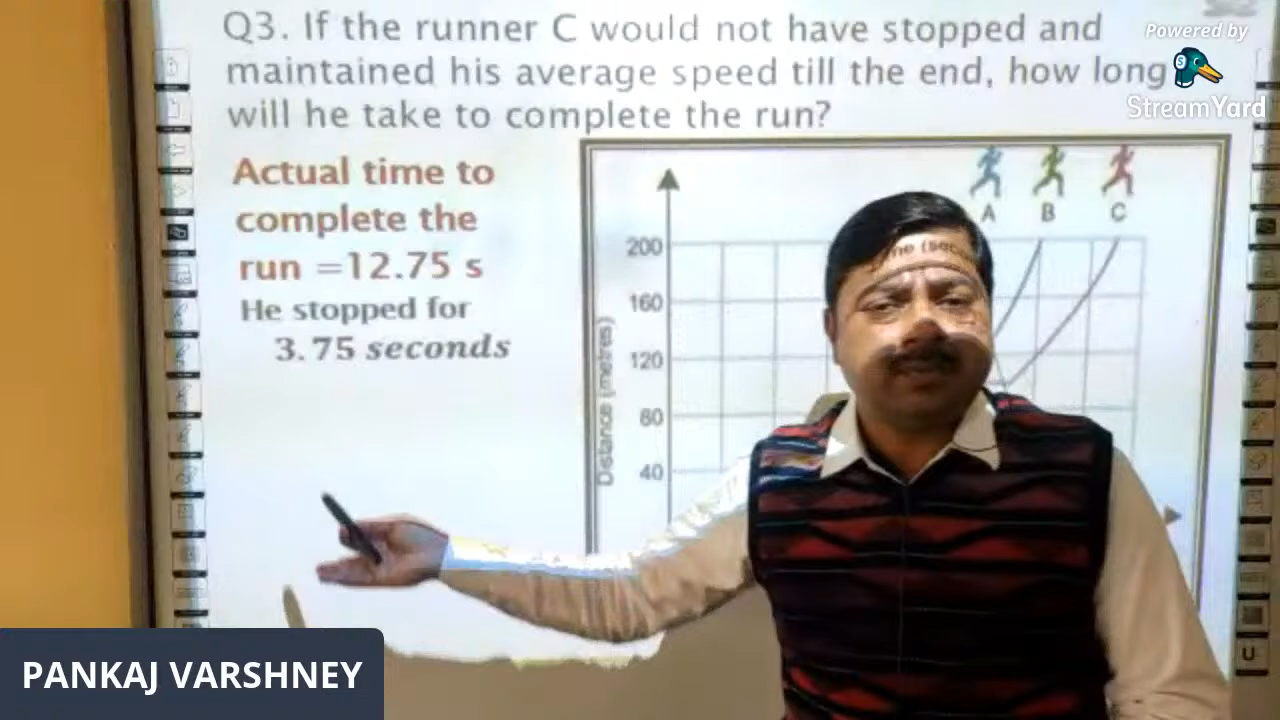 Q3. If the runner C would not have stopped and
maintained his average speed till the end, how long
will he take to complete the run?
Powered by
StreamYard
Actual time to
complete the
run =12.75 s
He stopped for
3.75 seconds
A B C
200
160
120
80
40
Distance (metres)
PANKAJ VARSHNEY